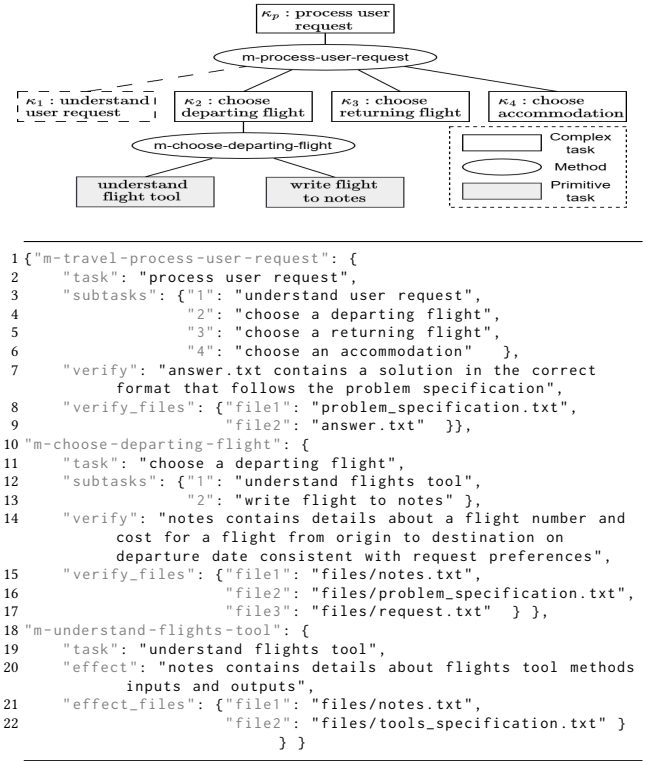 κp : process user
request
m-process-user-request
κ1 : understand
user request
κ2 : choose
departing flight
κ3 : choose
returning flight
κ4 : choose
accommodation
m-choose-departing-flight
understand
flight tool
write flight
to notes
Complex
task
Method
Primitive
task
1 {"m-travel-process-user-request": {
2 "task": "process user request",
3 "subtasks": {"1": "understand user request",
4 "2": "choose a departing flight",
5 "3": "choose a returning flight",
6 "4": "choose an accommodation" },
7 "verify": "answer.txt contains a solution in the correct
format that follows the problem specification",
8 "verify_files": {"file1": "problem_specification.txt",
9 "file2": "answer.txt" }},
10 "m-choose-departing-flight": {
11 "task": "choose a departing flight",
12 "subtasks": {"1": "understand flights tool",
13 "2": "write flight to notes" },
14 "verify": "notes contains details about a flight number and
cost for a flight from origin to destination on
departure date consistent with request preferences",
15 "verify_files": {"file1": "files/notes.txt",
16 "file2": "files/problem_specification.txt",
17 "file3": "files/request.txt" } },
18 "m-understand-flights-tool": {
19 "task": "understand flights tool",
20 "effect": "notes contains details about flights tool methods
inputs and outputs",
21 "effect_files": {"file1": "files/notes.txt",
22 "file2": "files/tools_specification.txt" }
} }